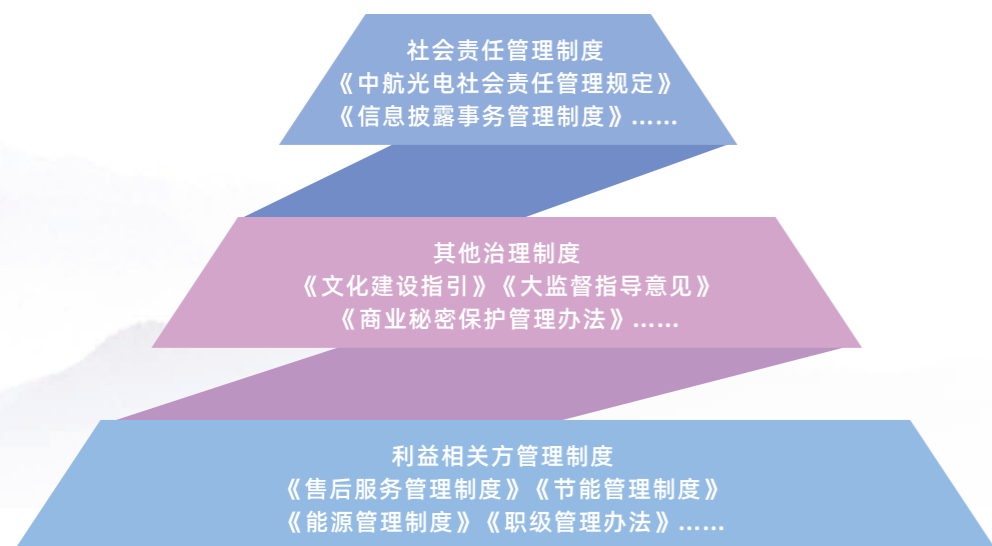 社会责任管理制度
《中航光电社会责任管理规定》
《信息披露事务管理制度》……
其他治理制度
《文化建设指引》《大监督指导意见》
《商业秘密保护管理办法》……
利益相关方管理制度
《售后服务管理制度》《节能管理制度》
《能源管理制度》《职级管理办法》……